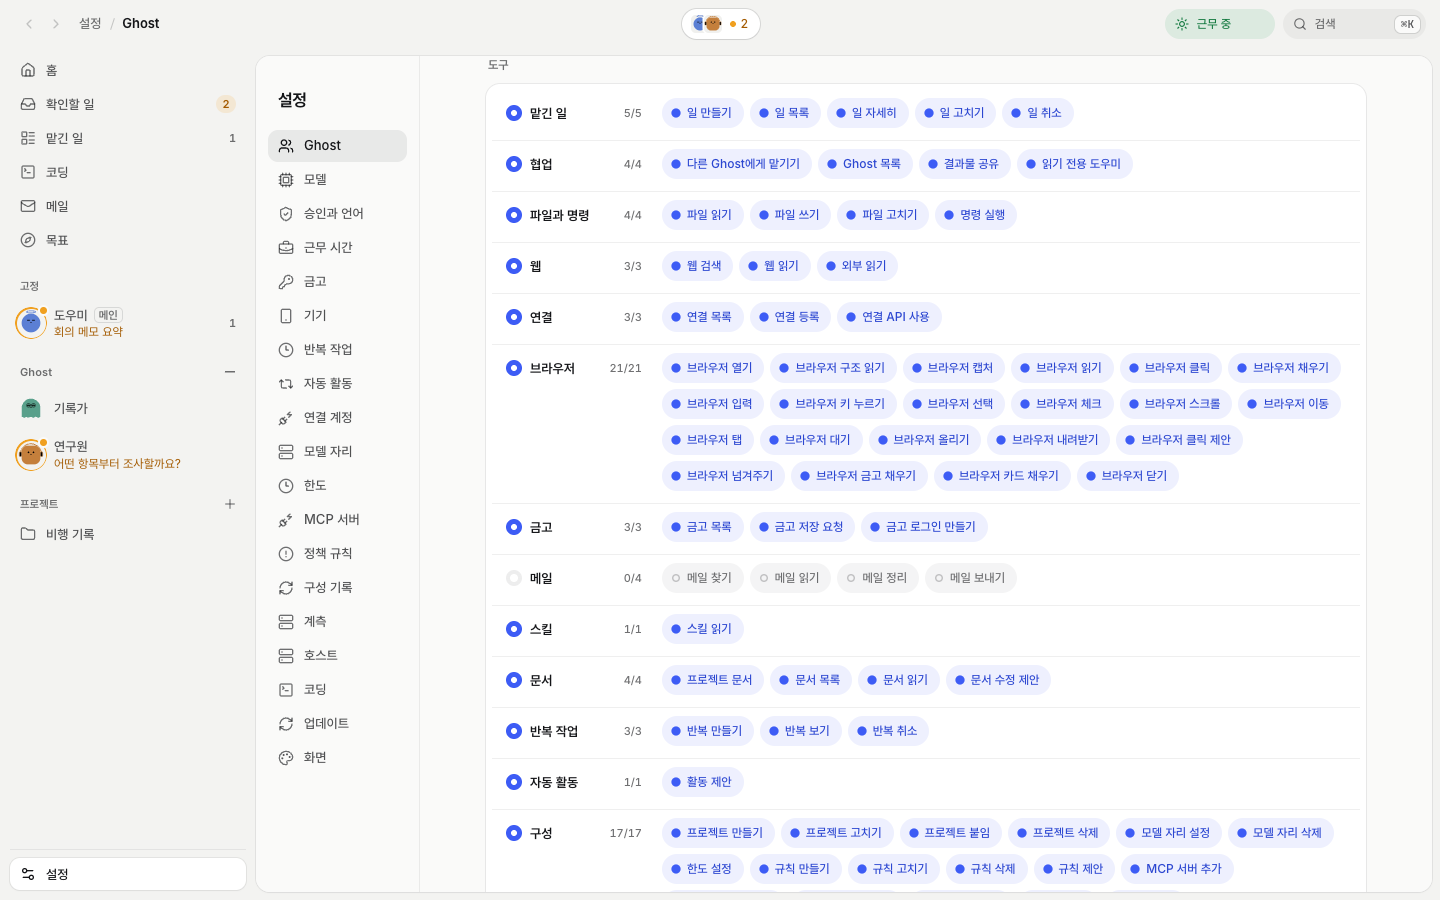 설정 / Ghost
2
근무 중
검색
⌘K
홈
확인할 일 2
맡긴 일 1
코딩
메일
목표
고정
도우미 메인
회의 메모 요약
1
Ghost
기록가
연구원
어떤 항목부터 조사할까요?
프로젝트
비행 기록
설정
설정
Ghost
모델
승인과 언어
근무 시간
금고
기기
반복 작업
자동 활동
연결 계정
모델 자리
한도
MCP 서버
정책 규칙
구성 기록
계측
호스트
코딩
업데이트
화면
도구
맡긴 일 5/5 일 만들기 일 목록 일 자세히 일 고치기 일 취소
협업 4/4 다른 Ghost에게 맡기기 Ghost 목록 결과물 공유 읽기 전용 도우미
파일과 명령 4/4 파일 읽기 파일 쓰기 파일 고치기 명령 실행
웹 3/3 웹 검색 웹 읽기 외부 읽기
연결 3/3 연결 목록 연결 등록 연결 API 사용
브라우저 21/21 브라우저 열기 브라우저 구조 읽기 브라우저 캡처 브라우저 읽기 브라우저 클릭 브라우저 채우기
브라우저 입력 브라우저 키 누르기 브라우저 선택 브라우저 체크 브라우저 스크롤 브라우저 이동
브라우저 탭 브라우저 대기 브라우저 올리기 브라우저 내려받기 브라우저 클릭 제안
브라우저 넘겨주기 브라우저 금고 채우기 브라우저 카드 채우기 브라우저 닫기
금고 3/3 금고 목록 금고 저장 요청 금고 로그인 만들기
메일 0/4 메일 찾기 메일 읽기 메일 정리 메일 보내기
스킬 1/1 스킬 읽기
문서 4/4 프로젝트 문서 문서 목록 문서 읽기 문서 수정 제안
반복 작업 3/3 반복 만들기 반복 보기 반복 취소
자동 활동 1/1 활동 제안
구성 17/17 프로젝트 만들기 프로젝트 고치기 프로젝트 붙임 프로젝트 삭제 모델 자리 설정 모델 자리 삭제
한도 설정 규칙 만들기 규칙 고치기 규칙 삭제 규칙 제안 MCP 서버 추가